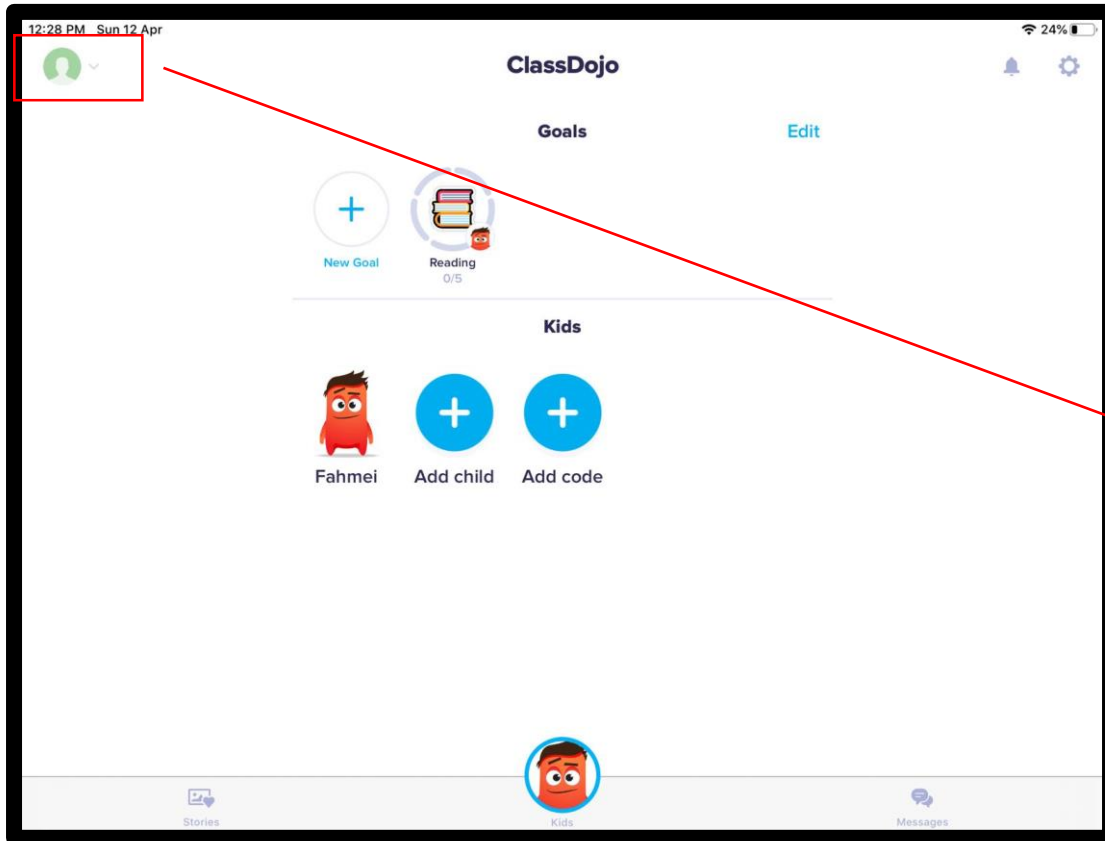 12:28 PM Sun 12 Apr 24%
ClassDojo
Goals Edit
New Goal Reading
0/5
Kids
Fahmei Add child Add code
Stories Kids Messages